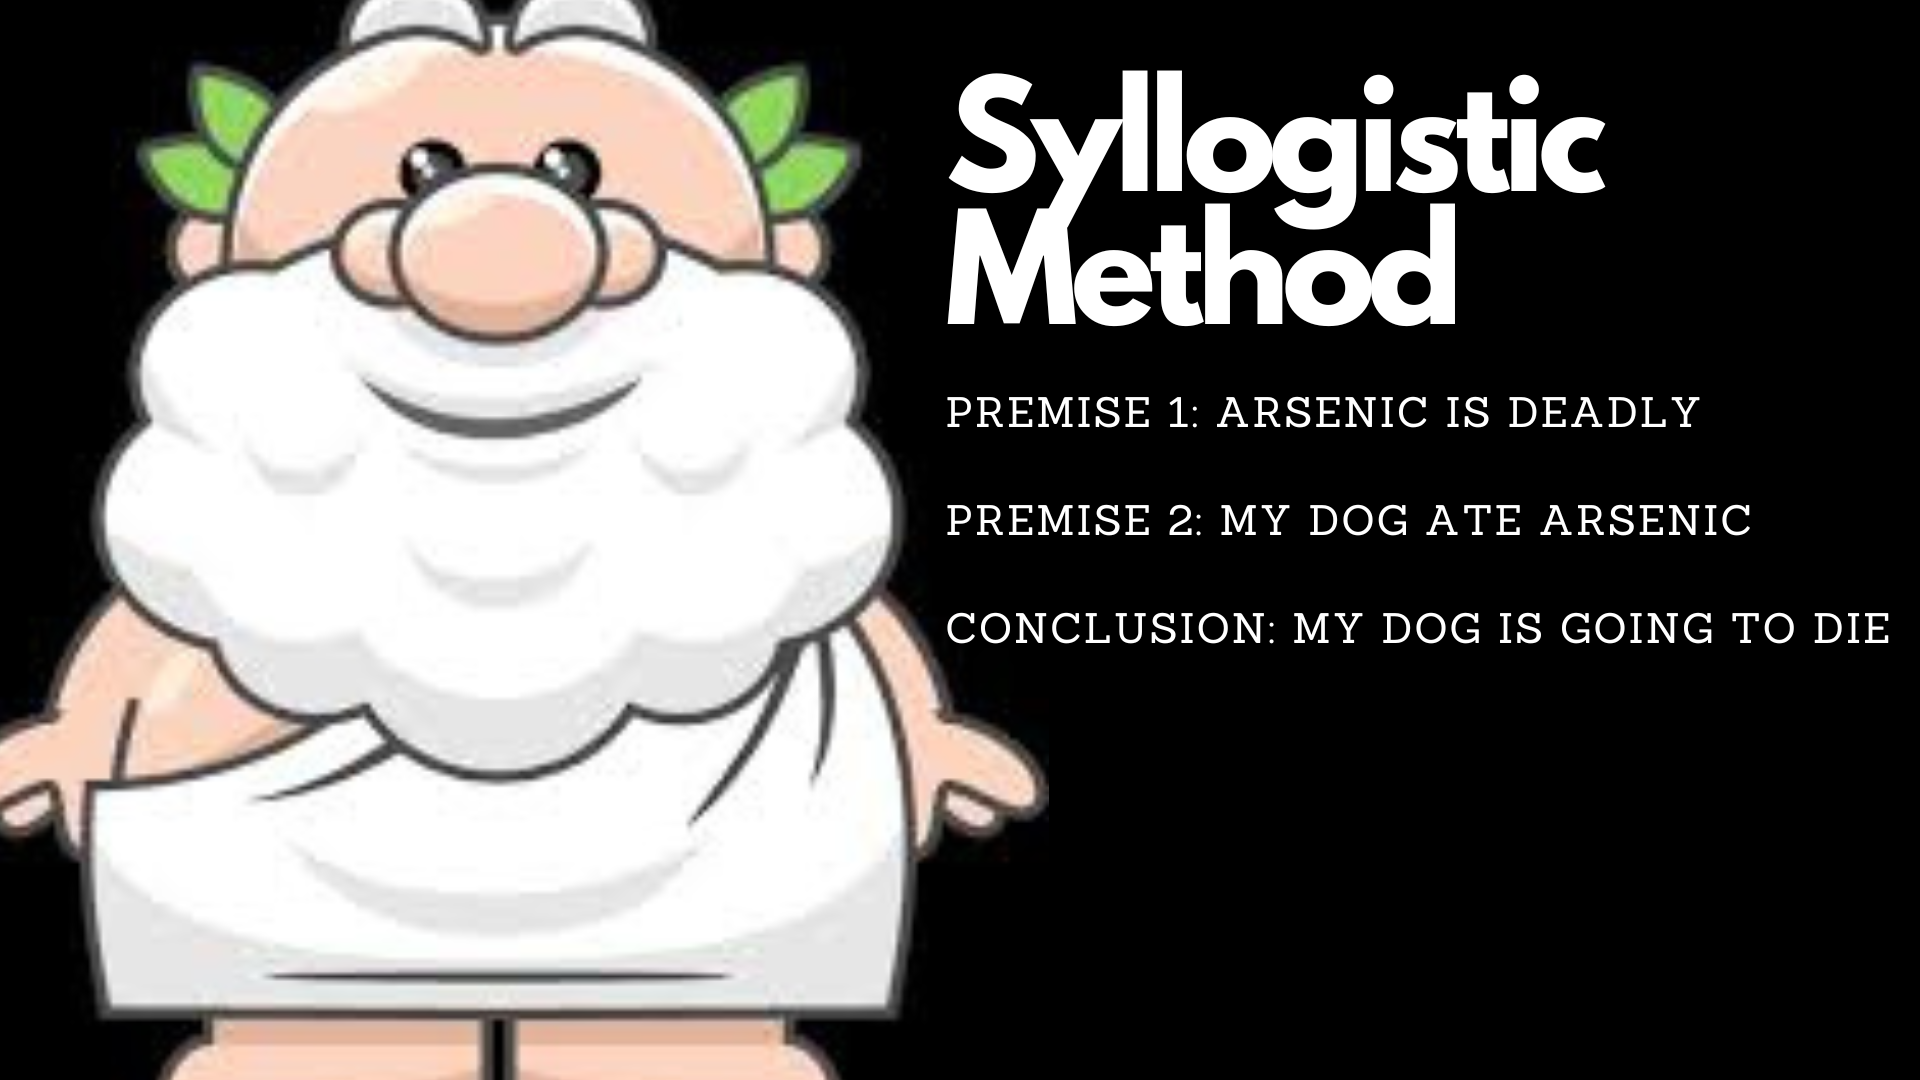 Syllogistic
Method
PREMISE 1: ARSENIC IS DEADLY
PREMISE 2: MY DOG ATE ARSENIC
CONCLUSION: MY DOG IS GOING TO DIE